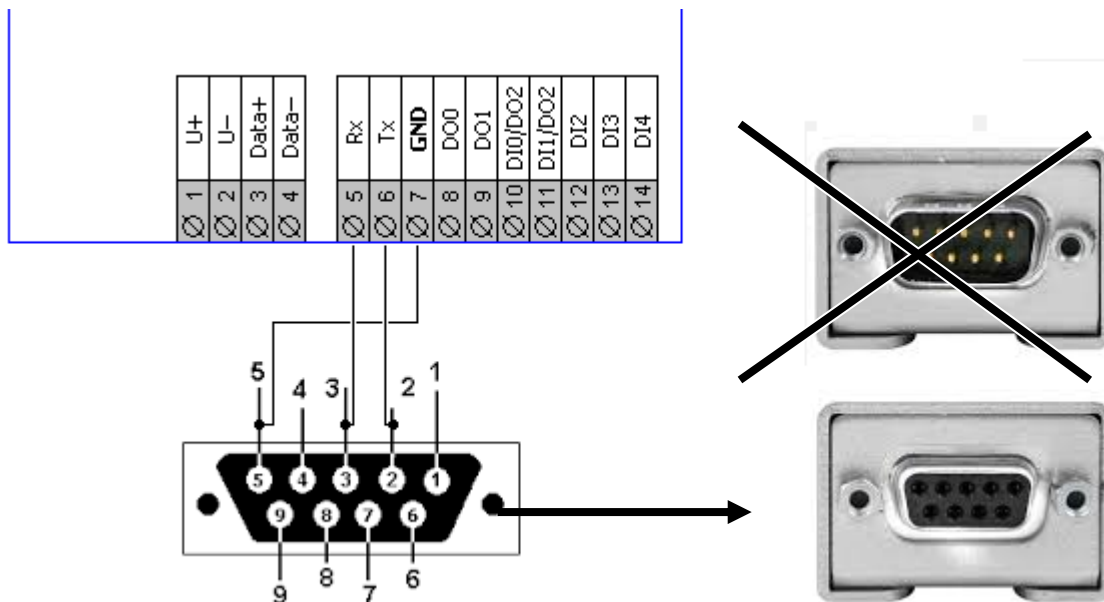 U+
U−
Data+
Data−
Rx
Tx
GND
DO0
DO1
DI0/DO2
DI1/DO2
DI2
DI3
DI4
∅ 1
∅ 2
∅ 3
∅ 4
∅ 5
∅ 6
∅ 7
∅ 8
∅ 9
∅ 10
∅ 11
∅ 12
∅ 13
∅ 14
5 4 3 2 1
5 4 3 2 1
9 8 7 6
9 8 7 6